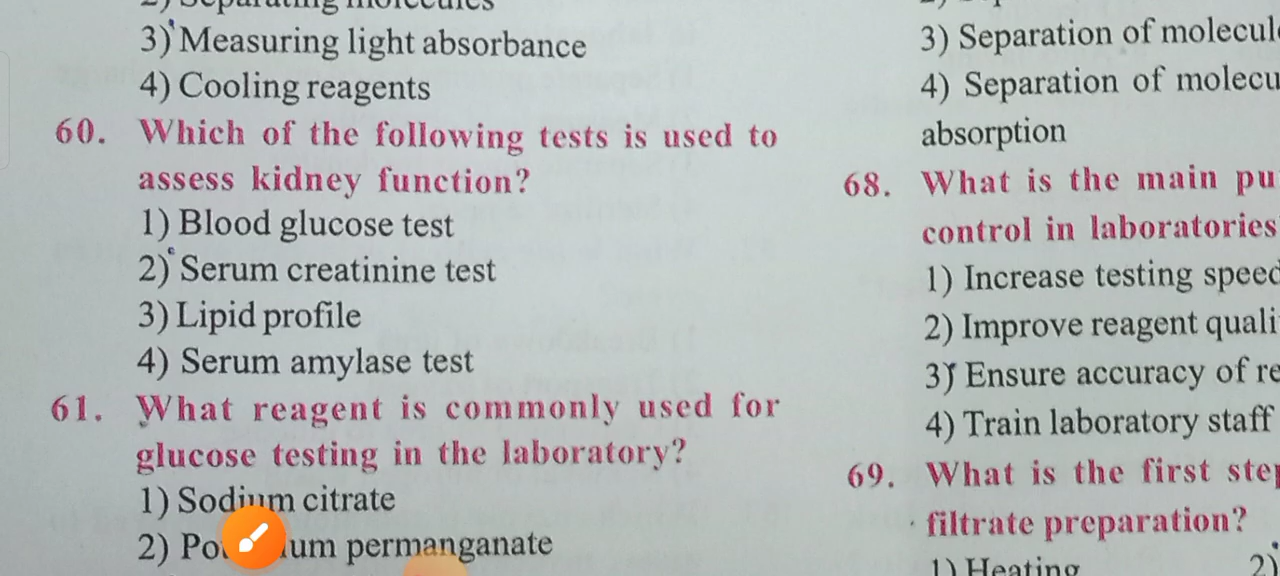 3) Measuring light absorbance
4) Cooling reagents
60. Which of the following tests is used to
assess kidney function?
1) Blood glucose test
2) Serum creatinine test
3) Lipid profile
4) Serum amylase test
61. What reagent is commonly used for
glucose testing in the laboratory?
1) Sodium citrate
2) permanganate
3) Separation of
4) Separation of
absorption
68. What is the main
control in laboratories
1) Increase testing
2) Improve reagent
3) Ensure accuracy of
4) Train laboratory staff
69. What is the first
filtrate preparation?
1) Heating 2)